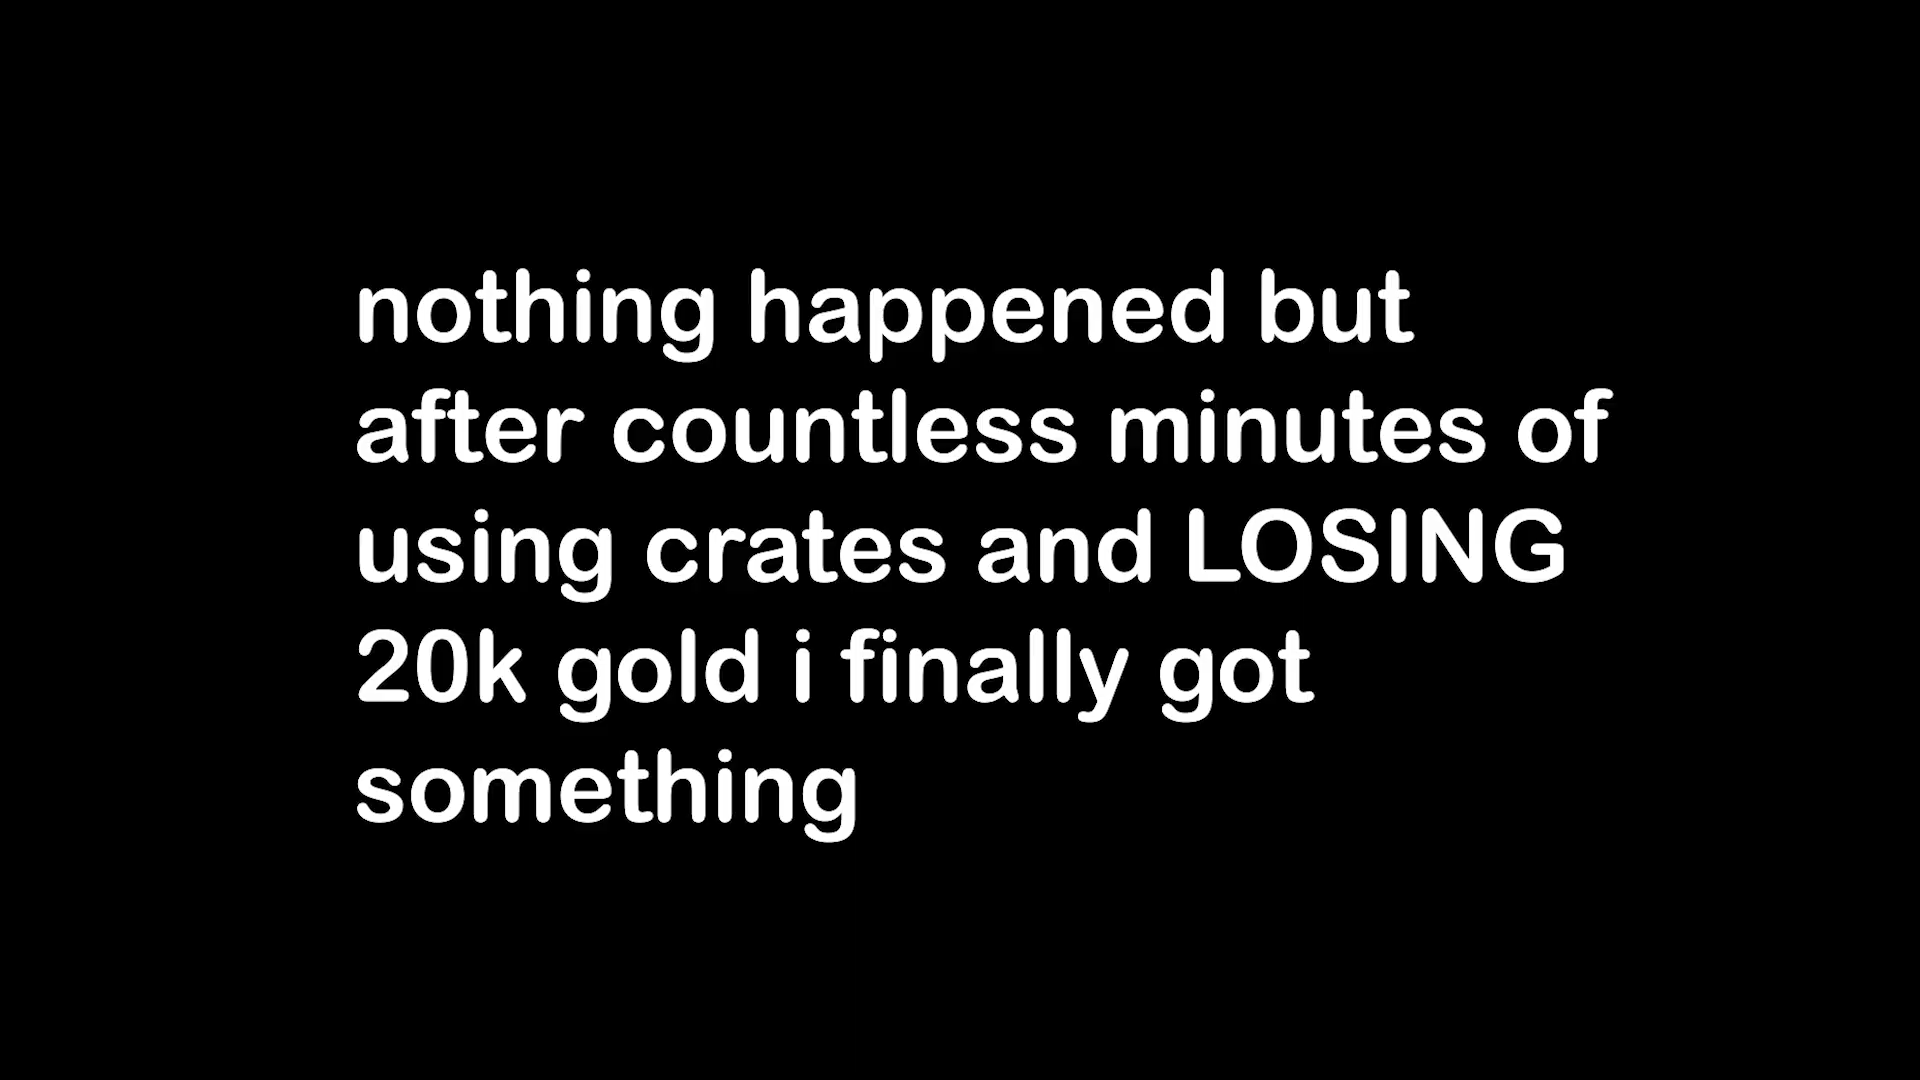 nothing happened but
after countless minutes of
using crates and LOSING
20k gold i finally got
something